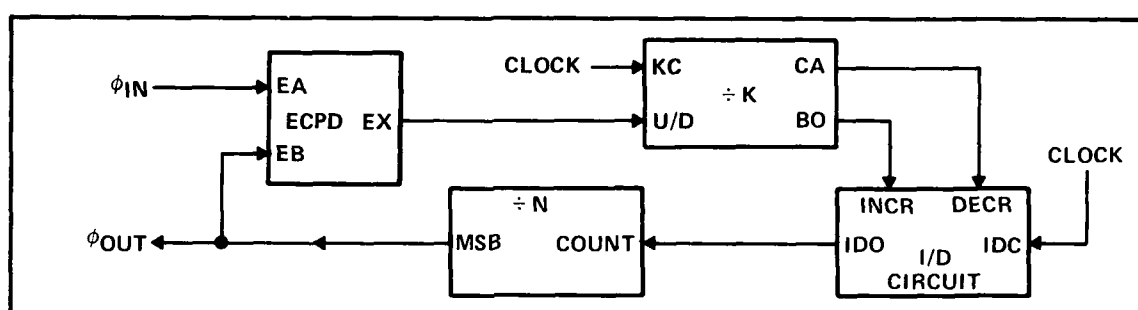 CLOCK KC CA
ϕIN EA ÷ K
ECPD EX U/D BO
EB CLOCK
÷ N INCR DECR
ϕOUT MSB COUNT IDO IDC
I/D
CIRCUIT